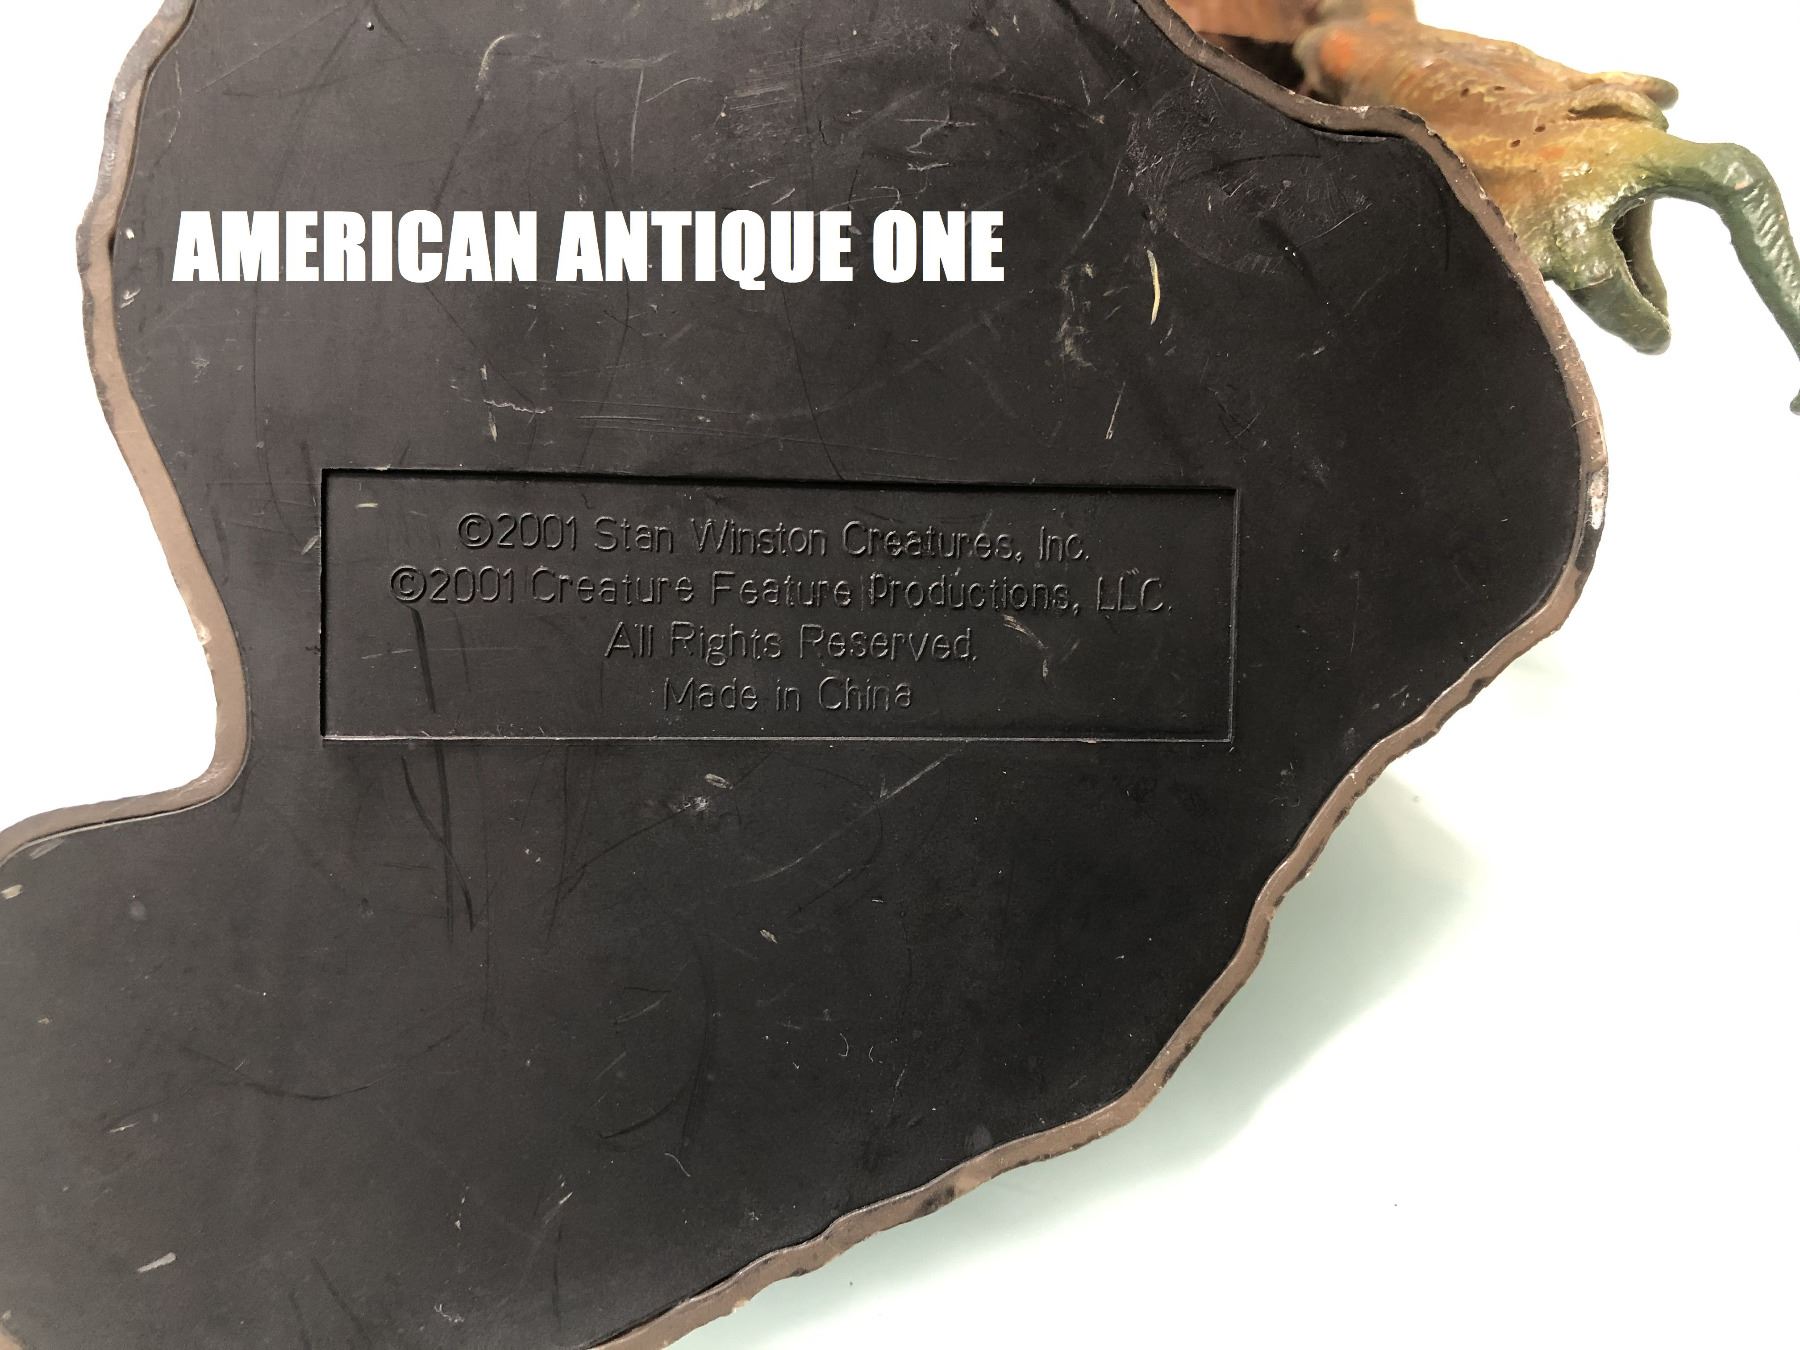 AMERICAN ANTIQUE ONE
©2001 Stan Winston Creatures, Inc.
©2001 Creature Feature Productions, LLC.
All Rights Reserved.
Made in China